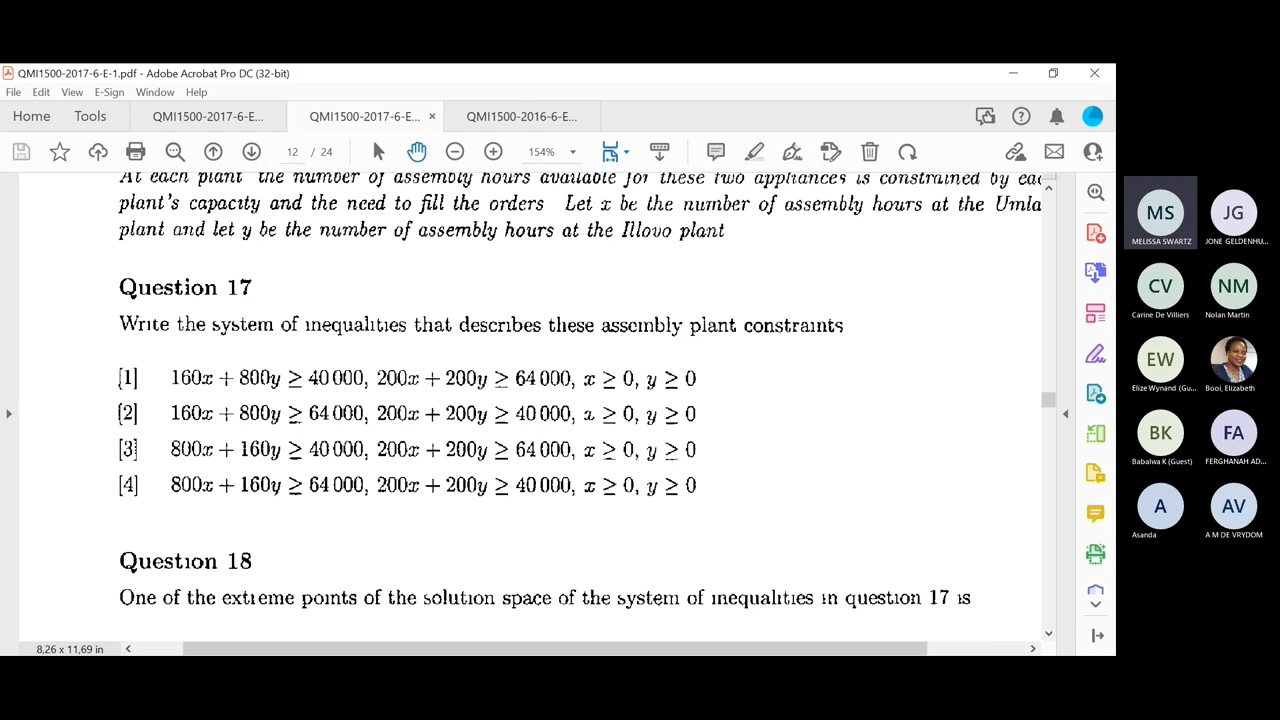 QMI1500-2017-6-E-1.pdf - Adobe Acrobat Pro DC (32-bit)
File Edit View E-Sign Window Help
Home Tools QMI1500-2017-6-E... QMI1500-2017-6-E... × QMI1500-2016-6-E...
12 / 24 154%
At each plant the number of assembly hours available for these two appliances is constrained by eac
plant's capacity and the need to fill the orders Let x be the number of assembly hours at the Umla
plant and let y be the number of assembly hours at the Illovo plant
Question 17
Write the system of inequalities that describes these assembly plant constraints
[1] 160x + 800y ≥ 40 000, 200x + 200y ≥ 64 000, x ≥ 0, y ≥ 0
[2] 160x + 800y ≥ 64 000, 200x + 200y ≥ 40 000, x ≥ 0, y ≥ 0
[3] 800x + 160y ≥ 40 000, 200x + 200y ≥ 64 000, x ≥ 0, y ≥ 0
[4] 800x + 160y ≥ 64 000, 200x + 200y ≥ 40 000, x ≥ 0, y ≥ 0
Question 18
One of the extreme points of the solution space of the system of inequalities in question 17 is
8,26 x 11,69 in
MS JG
MELISSA SWARTZ JONE GELDENHU...
CV NM
Carine De Villiers Nolan Martin
EW
Elize Wynand (Gu... Booi, Elizabeth
BK FA
Babalwa K (Guest) FERGHANAH AD...
A AV
Asanda A M DE VRYDOM